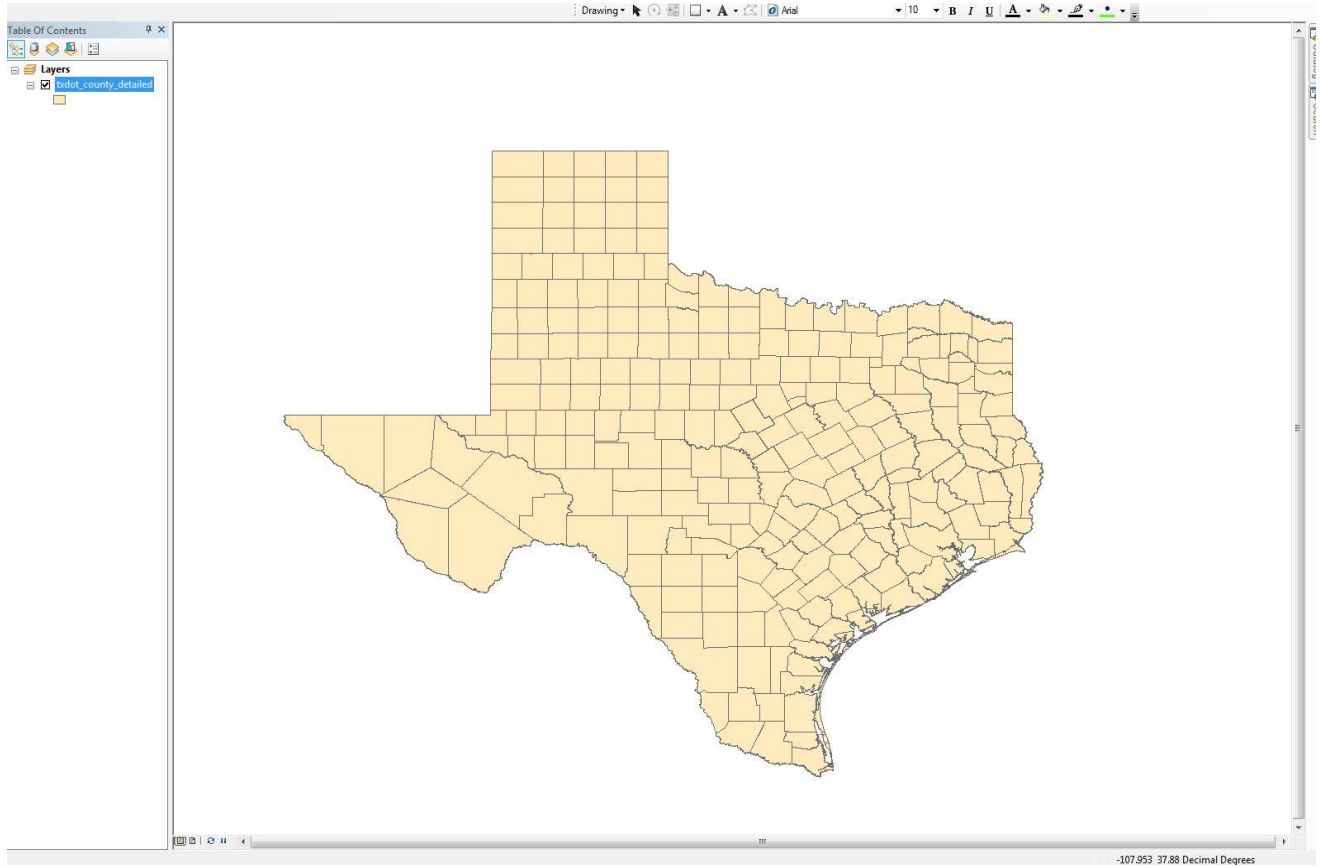 Drawing Arial 10 B I U A
Table Of Contents
Layers
txdot_county_detailed
-107.953 37.88 Decimal Degrees